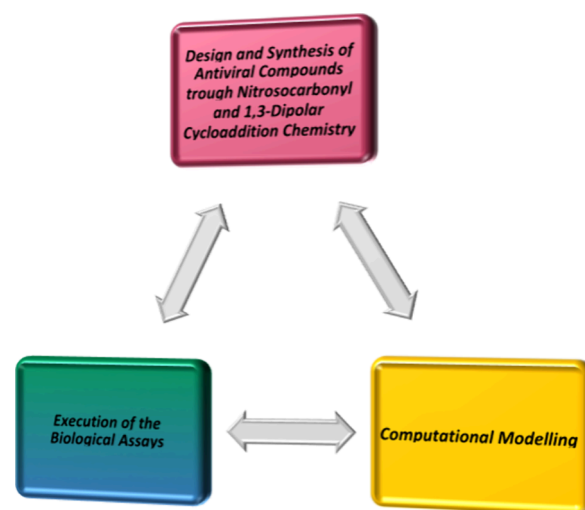 Design and Synthesis of
Antiviral Compounds
trough Nitrosocarbonyl
and 1,3-Dipolar
Cycloaddition Chemistry
Execution of the
Biological Assays
Computational Modelling